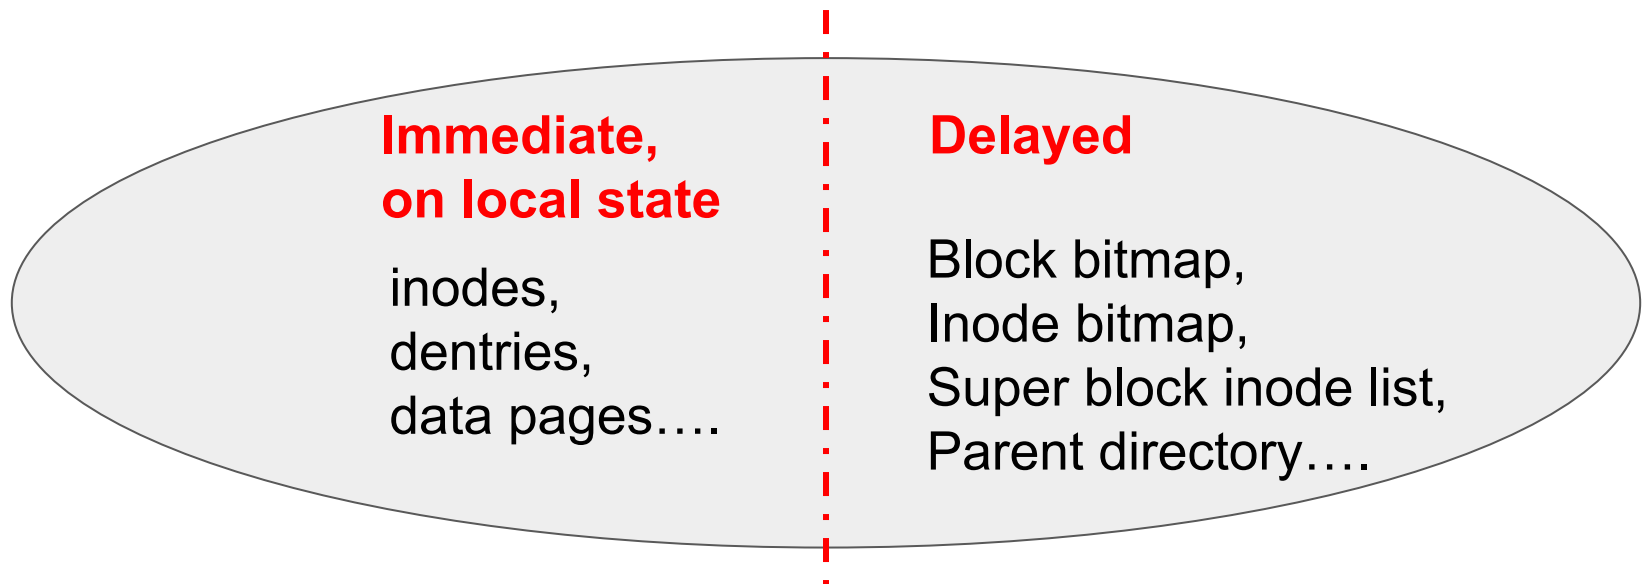 Immediate,
on local state
inodes,
dentries,
data pages….
Delayed
Block bitmap,
Inode bitmap,
Super block inode list,
Parent directory….